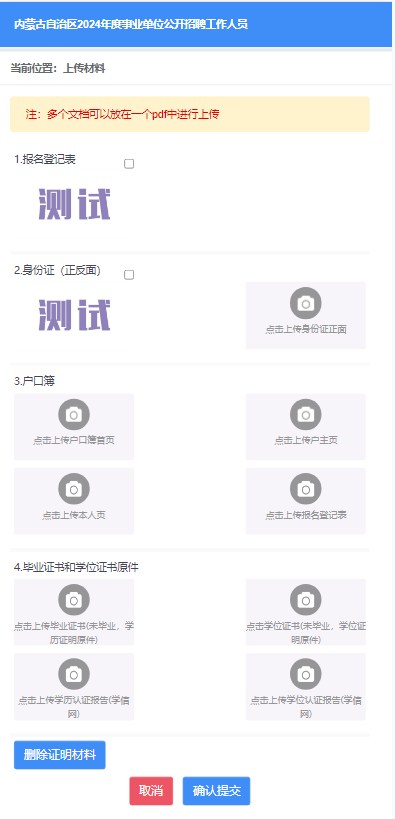 内蒙古自治区2024年度事业单位公开招聘工作人员
当前位置：上传材料
注：多个文档可以放在一个pdf中进行上传
1.报名登记表
测试
2.身份证（正反面）
测试
点击上传身份证正面
3.户口簿
点击上传户口簿首页
点击上传户主页
点击上传本人页
点击上传报名登记表
4.毕业证书和学位证书原件
点击上传毕业证书(未毕业，学
历证明原件)
点击学位证书(未毕业，学位证
明原件)
点击上传学历认证报告(学信
网)
点击上传学位认证报告(学信
网)
删除证明材料
取消
确认提交